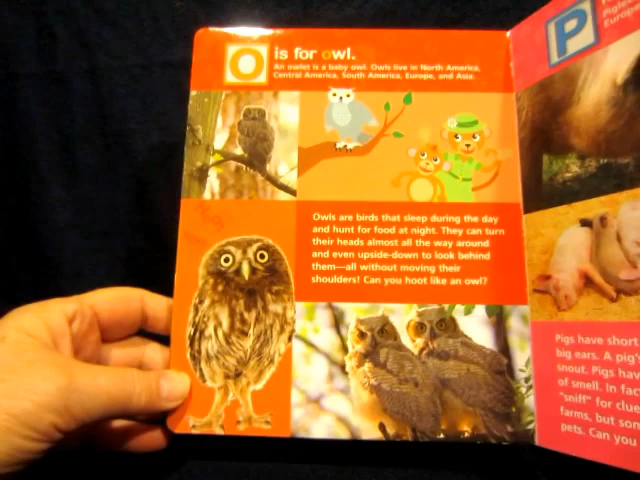 O is for owl.
An owlet is a baby owl. Owls live in North America,
Central America, South America, Europe, and Asia.
Owls are birds that sleep during the day
and hunt for food at night. They can turn
their heads almost all the way around
and even upside-down to look behind
them—all without moving their
shoulders! Can you hoot like an owl?
P
Pigle
Europe
Pigs have short
big ears. A pig'
snout. Pigs hav
of smell. In fac
"sniff" for clue
farms, but som
pets. Can you